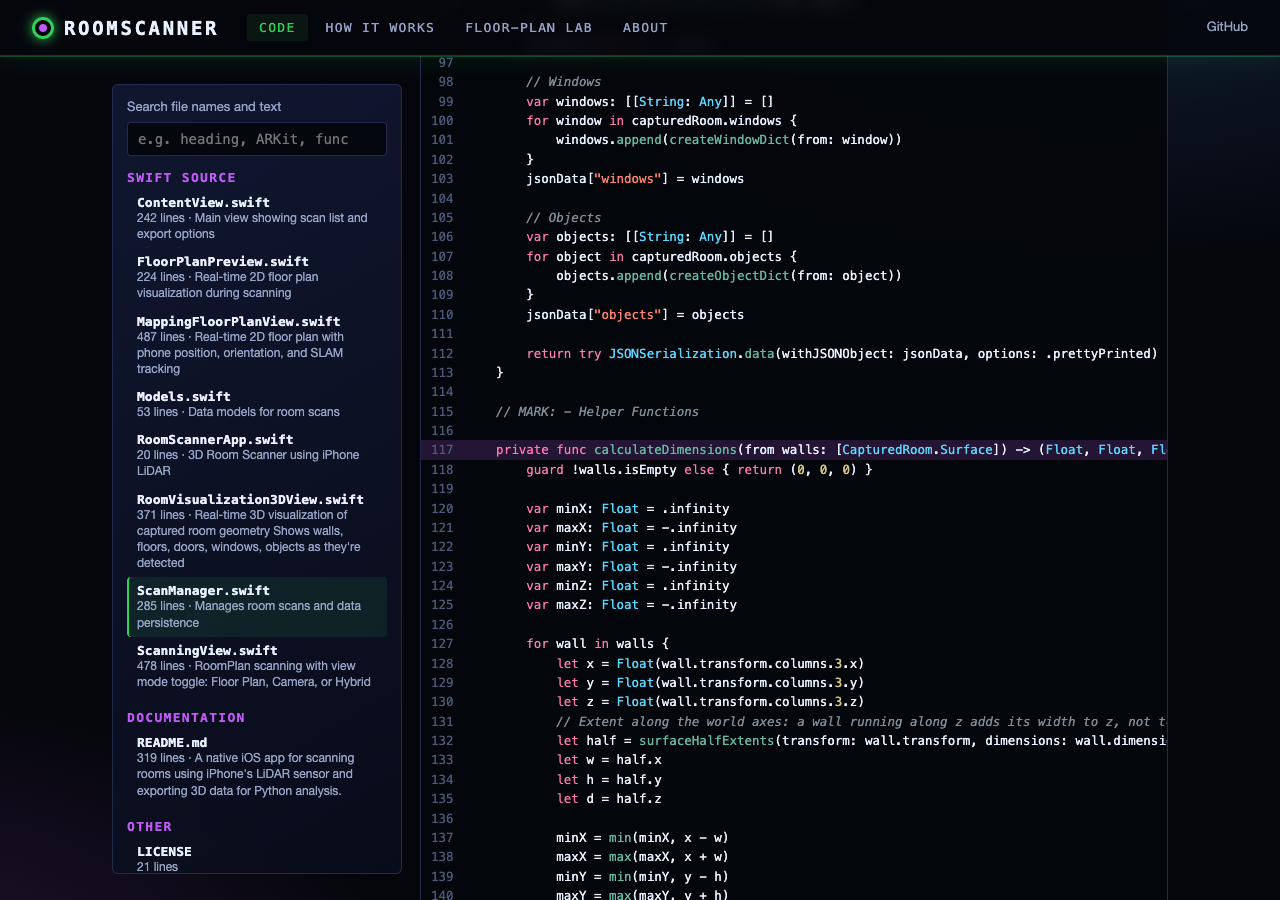 ROOMSCANNER
CODE
HOW IT WORKS
FLOOR-PLAN LAB
ABOUT
GitHub
Search file names and text
e.g. heading, ARKit, func
SWIFT SOURCE
ContentView.swift
242 lines · Main view showing scan list and
export options
FloorPlanPreview.swift
224 lines · Real-time 2D floor plan
visualization during scanning
MappingFloorPlanView.swift
487 lines · Real-time 2D floor plan with
phone position, orientation, and SLAM
tracking
Models.swift
53 lines · Data models for room scans
RoomScannerApp.swift
20 lines · 3D Room Scanner using iPhone
LiDAR
RoomVisualization3DView.swift
371 lines · Real-time 3D visualization of
captured room geometry Shows walls,
floors, doors, windows, objects as they're
detected
ScanManager.swift
285 lines · Manages room scans and data
persistence
ScanningView.swift
478 lines · RoomPlan scanning with view
mode toggle: Floor Plan, Camera, or Hybrid
DOCUMENTATION
README.md
319 lines · A native iOS app for scanning
rooms using iPhone's LiDAR sensor and
exporting 3D data for Python analysis.
OTHER
LICENSE
21 lines
97
98 // Windows
99 var windows: [[String: Any]] = []
100 for window in capturedRoom.windows {
101 windows.append(createWindowDict(from: window))
102 }
103 jsonData["windows"] = windows
104
105 // Objects
106 var objects: [[String: Any]] = []
107 for object in capturedRoom.objects {
108 objects.append(createObjectDict(from: object))
109 }
110 jsonData["objects"] = objects
111
112 return try JSONSerialization.data(withJSONObject: jsonData, options: .prettyPrinted)
113 }
114
115 // MARK: - Helper Functions
116
117 private func calculateDimensions(from walls: [CapturedRoom.Surface]) -> (Float, Float, Fl
118 guard !walls.isEmpty else { return (0, 0, 0) }
119
120 var minX: Float = .infinity
121 var maxX: Float = -.infinity
122 var minY: Float = .infinity
123 var maxY: Float = -.infinity
124 var minZ: Float = .infinity
125 var maxZ: Float = -.infinity
126
127 for wall in walls {
128 let x = Float(wall.transform.columns.3.x)
129 let y = Float(wall.transform.columns.3.y)
130 let z = Float(wall.transform.columns.3.z)
131 // Extent along the world axes: a wall running along z adds its width to z, not t
132 let half = surfaceHalfExtents(transform: wall.transform, dimensions: wall.dimensi
133 let w = half.x
134 let h = half.y
135 let d = half.z
136
137 minX = min(minX, x - w)
138 maxX = max(maxX, x + w)
139 minY = min(minY, y - h)
140 maxY = max(maxY, y + h)